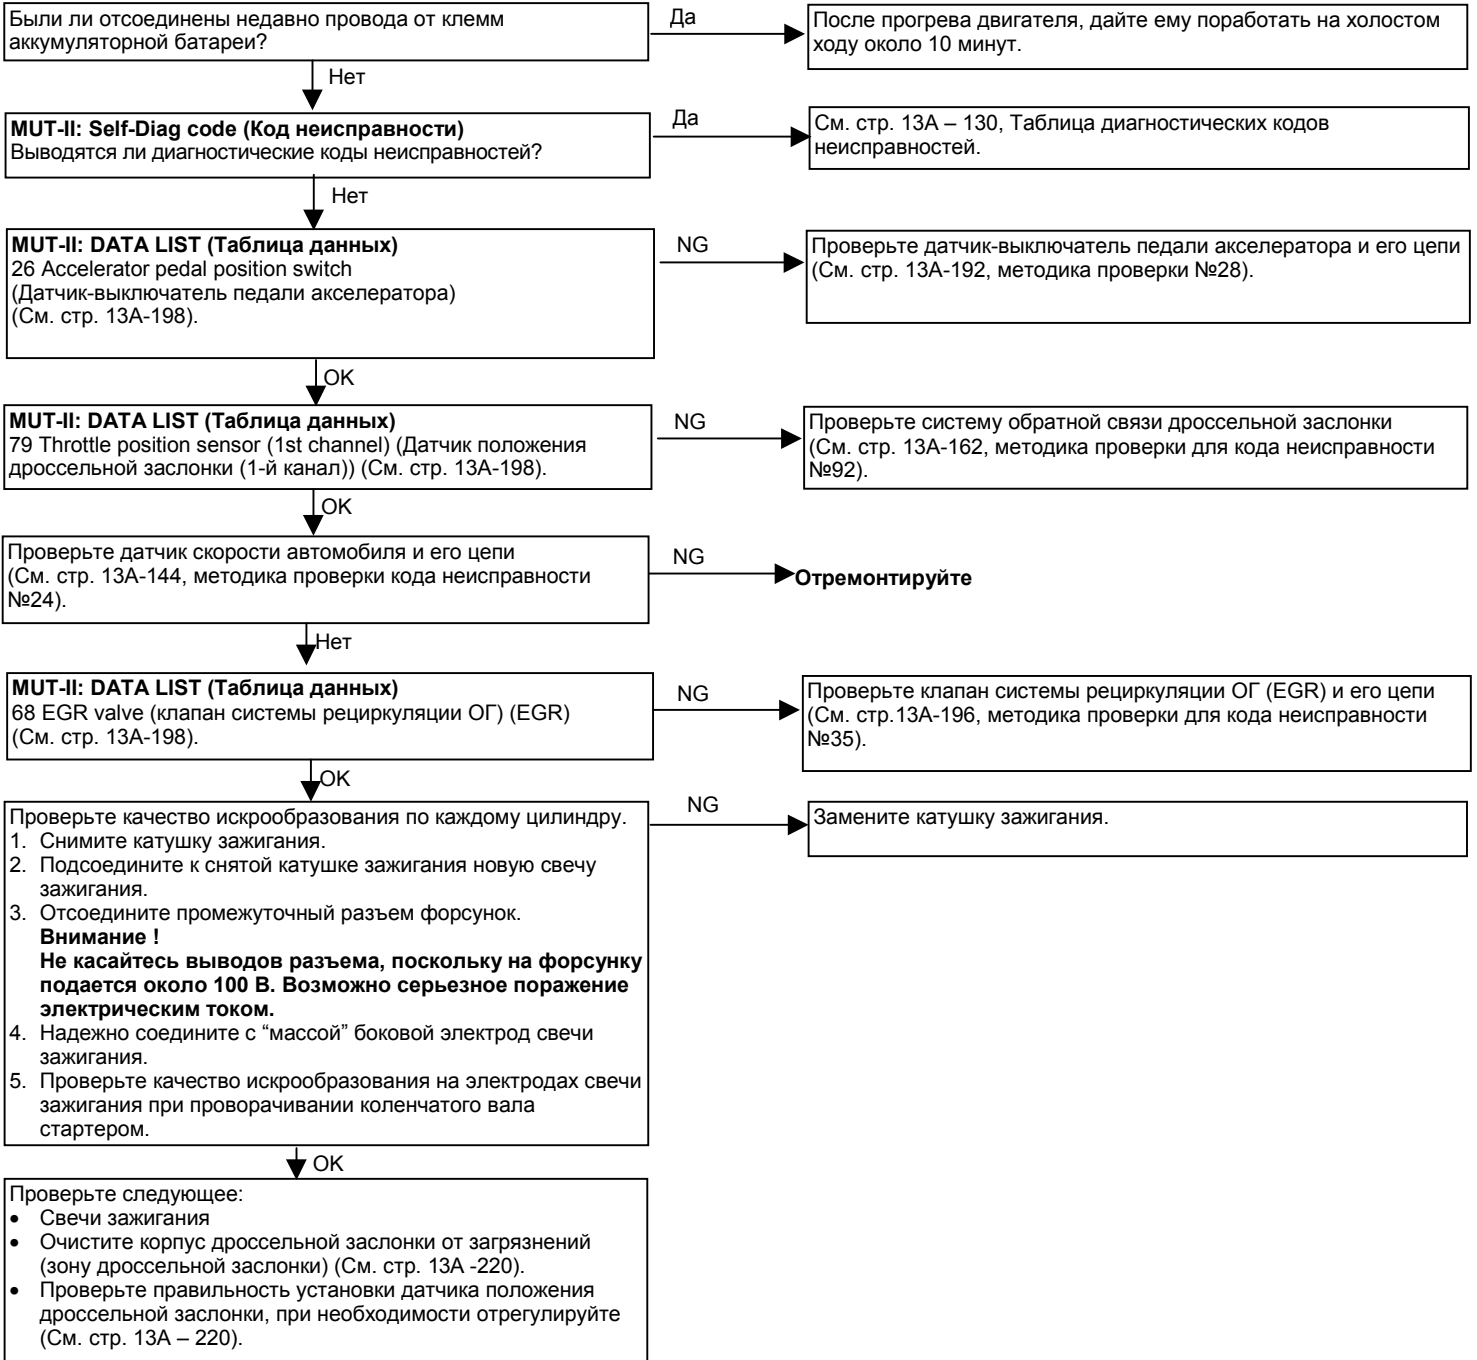 Были ли отсоединены недавно провода от клемм
аккумуляторной батареи?
Да
После прогрева двигателя, дайте ему поработать на холостом
ходу около 10 минут.
Нет
MUT-II: Self-Diag code (Код неисправности)
Выводятся ли диагностические коды неисправностей?
Да
См. стр. 13A – 130, Таблица диагностических кодов
неисправностей.
Нет
MUT-II: DATA LIST (Таблица данных)
26 Accelerator pedal position switch
(Датчик-выключатель педали акселератора)
(См. стр. 13A-198).
NG
Проверьте датчик-выключатель педали акселератора и его цепи
(См. стр. 13A-192, методика проверки №28).
OK
MUT-II: DATA LIST (Таблица данных)
79 Throttle position sensor (1st channel) (Датчик положения
дроссельной заслонки (1-й канал)) (См. стр. 13A-198).
NG
Проверьте систему обратной связи дроссельной заслонки
(См. стр. 13A-162, методика проверки для кода неисправности
№92).
OK
Проверьте датчик скорости автомобиля и его цепи
(См. стр. 13A-144, методика проверки кода неисправности
№24).
NG
Отремонтируйте
Нет
MUT-II: DATA LIST (Таблица данных)
68 EGR valve (клапан системы рециркуляции ОГ) (EGR)
(См. стр. 13A-198).
NG
Проверьте клапан системы рециркуляции ОГ (EGR) и его цепи
(См. стр.13A-196, методика проверки для кода неисправности
№35).
OK
Проверьте качество искрообразования по каждому цилиндру.
1. Снимите катушку зажигания.
2. Подсоедините к снятой катушке зажигания новую свечу
зажигания.
3. Отсоедините промежуточный разъем форсунок.
Внимание !
Не касайтесь выводов разъема, поскольку на форсунку
подается около 100 В. Возможно серьезное поражение
электрическим током.
4. Надежно соедините с “массой” боковой электрод свечи
зажигания.
5. Проверьте качество искрообразования на электродах свечи
зажигания при проворачивании коленчатого вала
стартером.
NG
Замените катушку зажигания.
OK
Проверьте следующее:
• Свечи зажигания
• Очистите корпус дроссельной заслонки от загрязнений
(зону дроссельной заслонки) (См. стр. 13A -220).
• Проверьте правильность установки датчика положения
дроссельной заслонки, при необходимости отрегулируйте
(См. стр. 13A – 220).